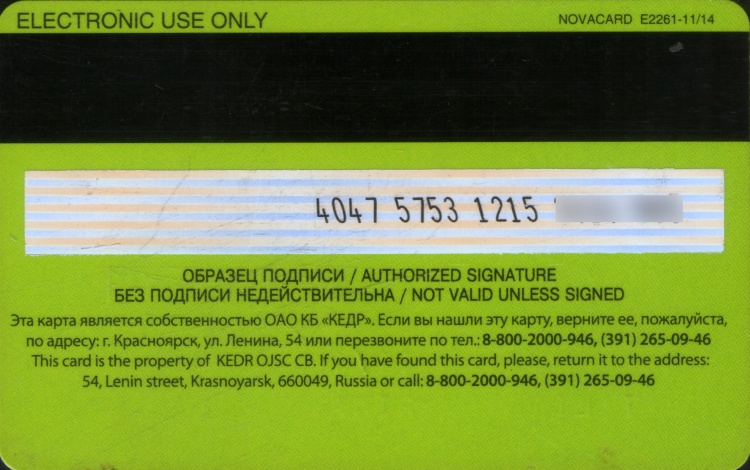 ELECTRONIC USE ONLY
NOVACARD E2261-11/14
4047 5753 1215
ОБРАЗЕЦ ПОДПИСИ / AUTHORIZED SIGNATURE
БЕЗ ПОДПИСИ НЕДЕЙСТВИТЕЛЬНА / NOT VALID UNLESS SIGNED
Эта карта является собственностью ОАО КБ «КЕДР». Если вы нашли эту карту, верните ее, пожалуйста,
по адресу: г. Красноярск, ул. Ленина, 54 или перезвоните по тел.: 8-800-2000-946, (391) 265-09-46
This card is the property of KEDR OJSC CB. If you have found this card, please, return it to the address:
54, Lenin street, Krasnoyarsk, 660049, Russia or call: 8-800-2000-946, (391) 265-09-46